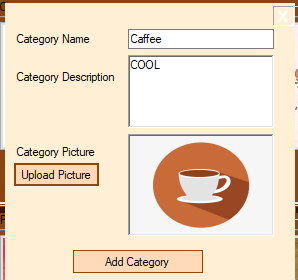 X
Category Name
Caffee
Category Description
COOL
Category Picture
Upload Picture
Add Category